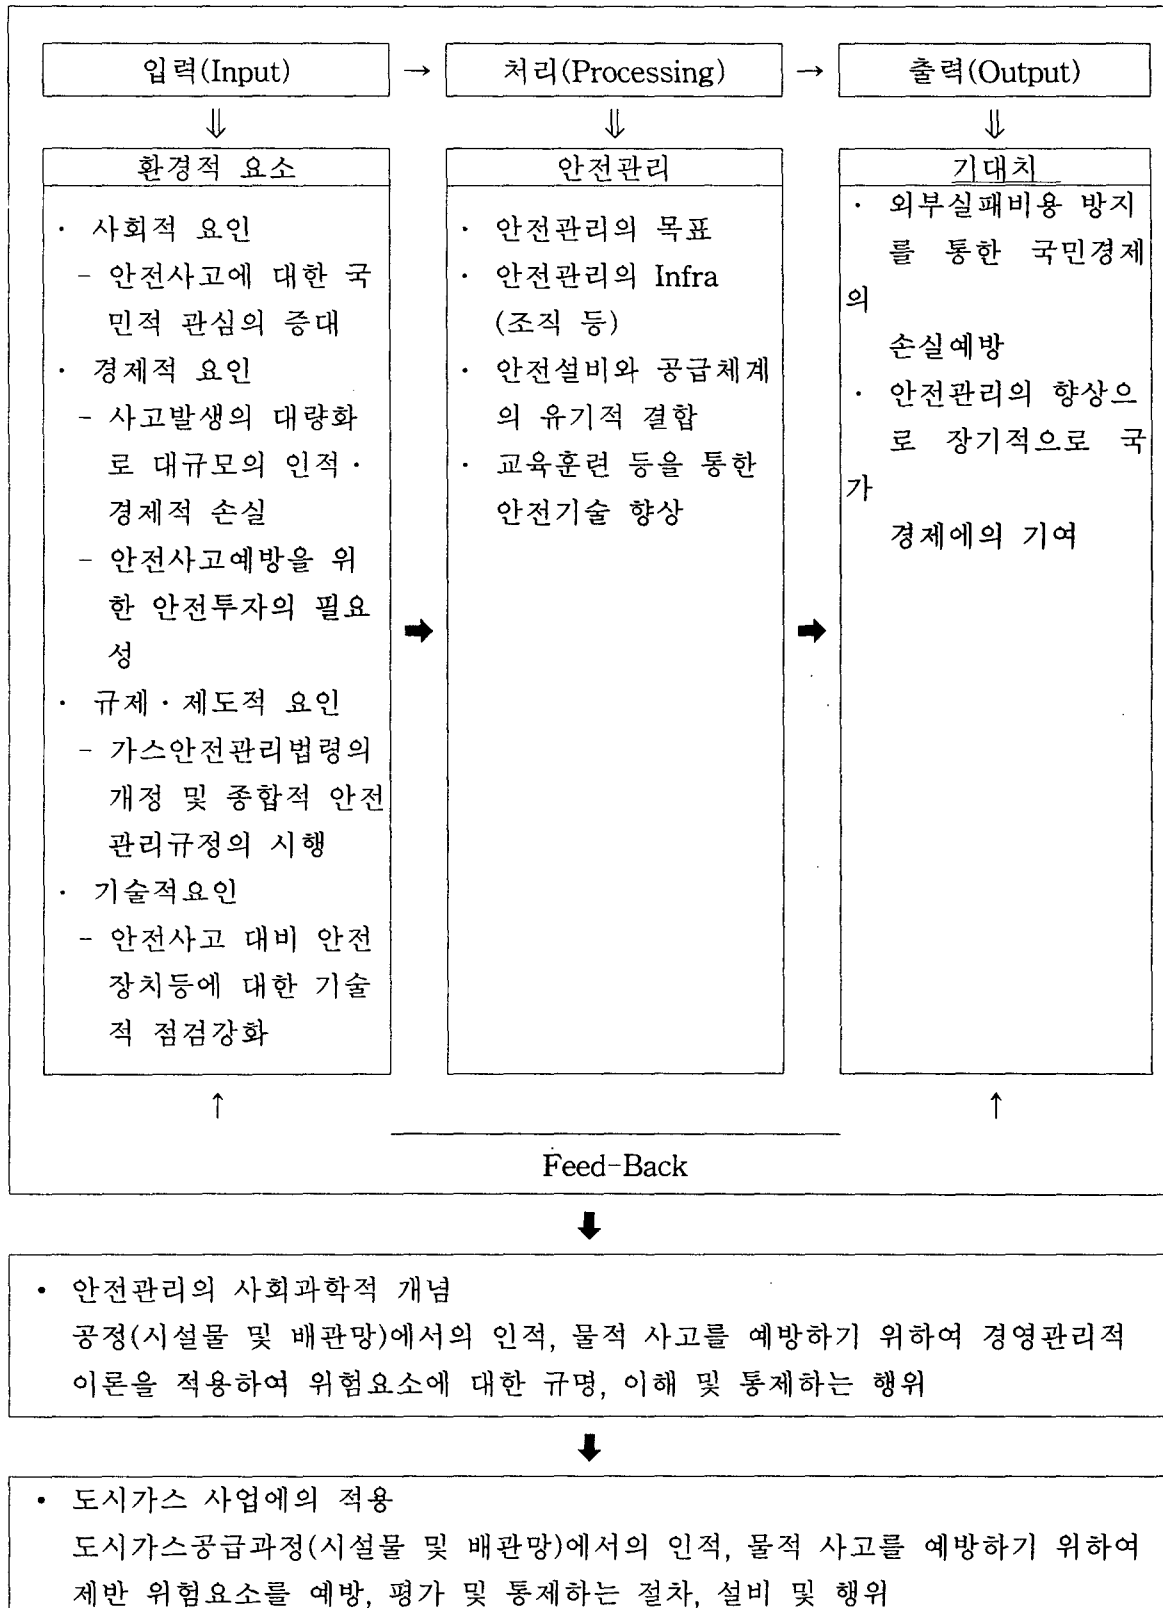 입력(Input) → 처리(Processing) → 출력(Output)
⇓ ⇓ ⇓
환경적 요소
· 사회적 요인
- 안전사고에 대한 국
민적 관심의 증대
· 경제적 요인
- 사고발생의 대량화
로 대규모의 인적·
경제적 손실
- 안전사고예방을 위
한 안전투자의 필요
성
· 규제·제도적 요인
- 가스안전관리법령의
개정 및 종합적 안전
관리규정의 시행
· 기술적요인
- 안전사고 대비 안전
장치등에 대한 기술
적 점검강화
안전관리
· 안전관리의 목표
· 안전관리의 Infra
(조직 등)
· 안전설비와 공급체계
의 유기적 결합
· 교육훈련 등을 통한
안전기술 향상
기대치
· 외부실패비용 방지
를 통한 국민경제
의
손실예방
· 안전관리의 향상으
로 장기적으로 국
가
경제에의 기여
Feed-Back
• 안전관리의 사회과학적 개념
공정(시설물 및 배관망)에서의 인적, 물적 사고를 예방하기 위하여 경영관리적
이론을 적용하여 위험요소에 대한 규명, 이해 및 통제하는 행위
• 도시가스 사업에의 적용
도시가스공급과정(시설물 및 배관망)에서의 인적, 물적 사고를 예방하기 위하여
제반 위험요소를 예방, 평가 및 통제하는 절차, 설비 및 행위